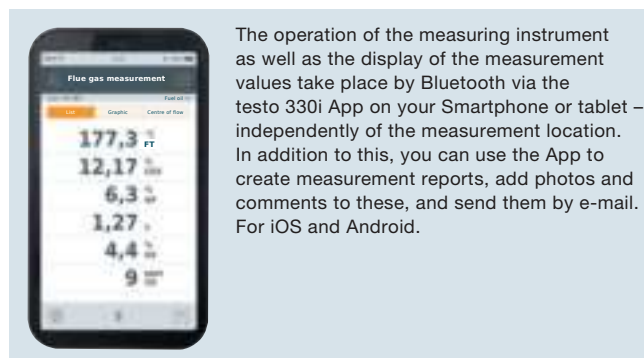 Flue gas measurement
Fuel oil
List Graphic Centre of flow
177,3
FT
12,17
6,3
1,27
4,4
9
The operation of the measuring instrument
as well as the display of the measurement
values take place by Bluetooth via the
testo 330i App on your Smartphone or tablet –
independently of the measurement location.
In addition to this, you can use the App to
create measurement reports, add photos and
comments to these, and send them by e-mail.
For iOS and Android.